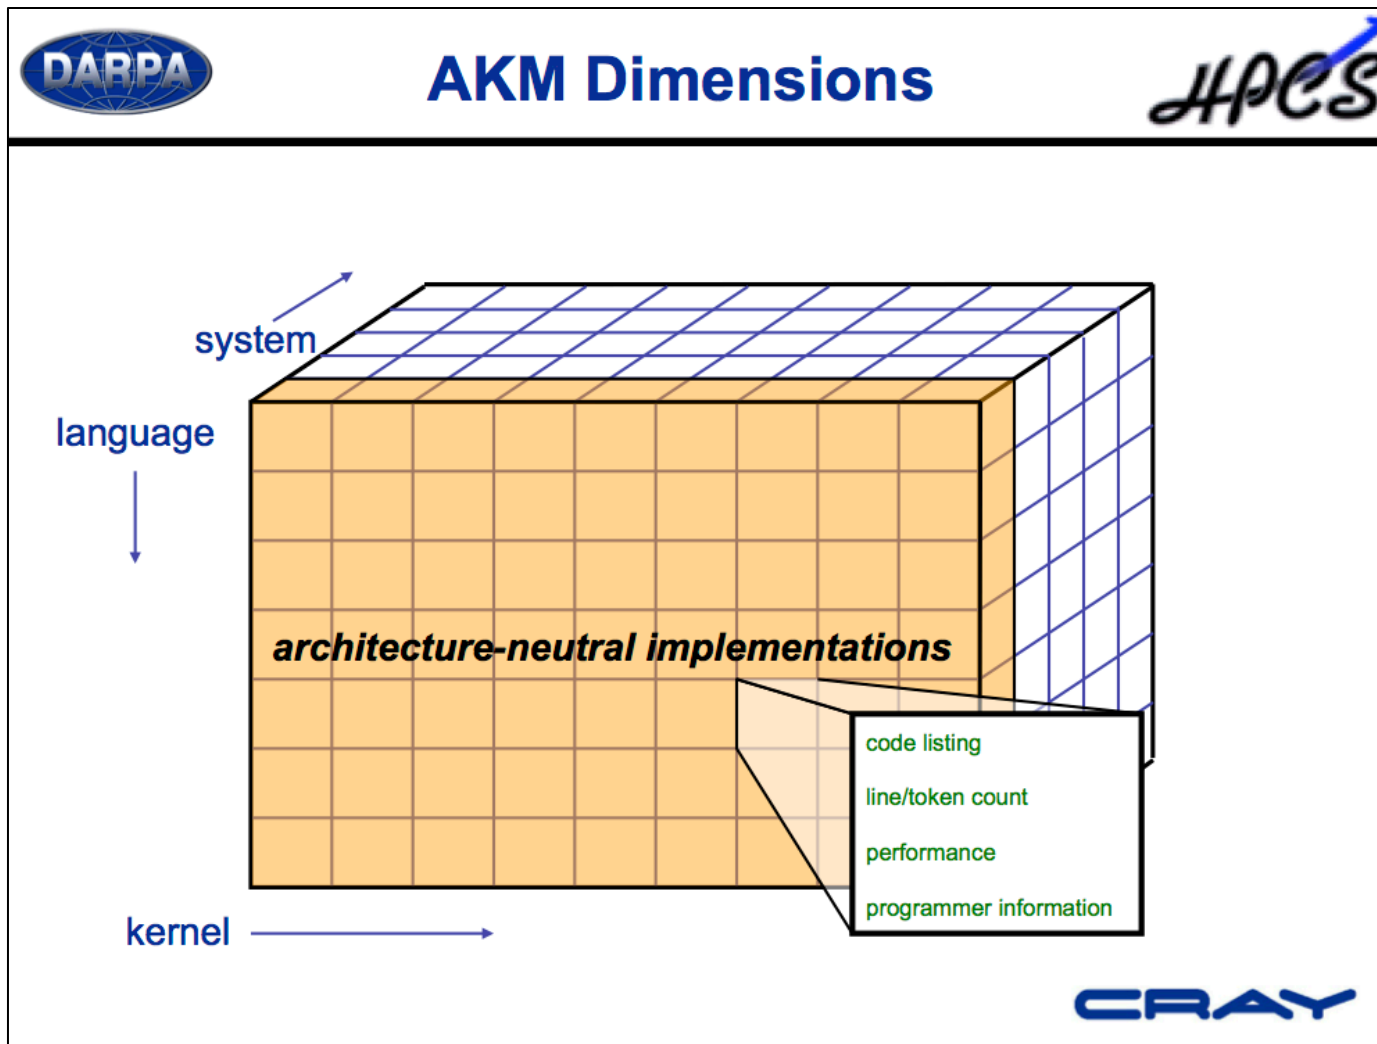 DARPA
AKM Dimensions
HPCS
system
language
architecture-neutral implementations
code listing
line/token count
performance
programmer information
kernel
CRAY